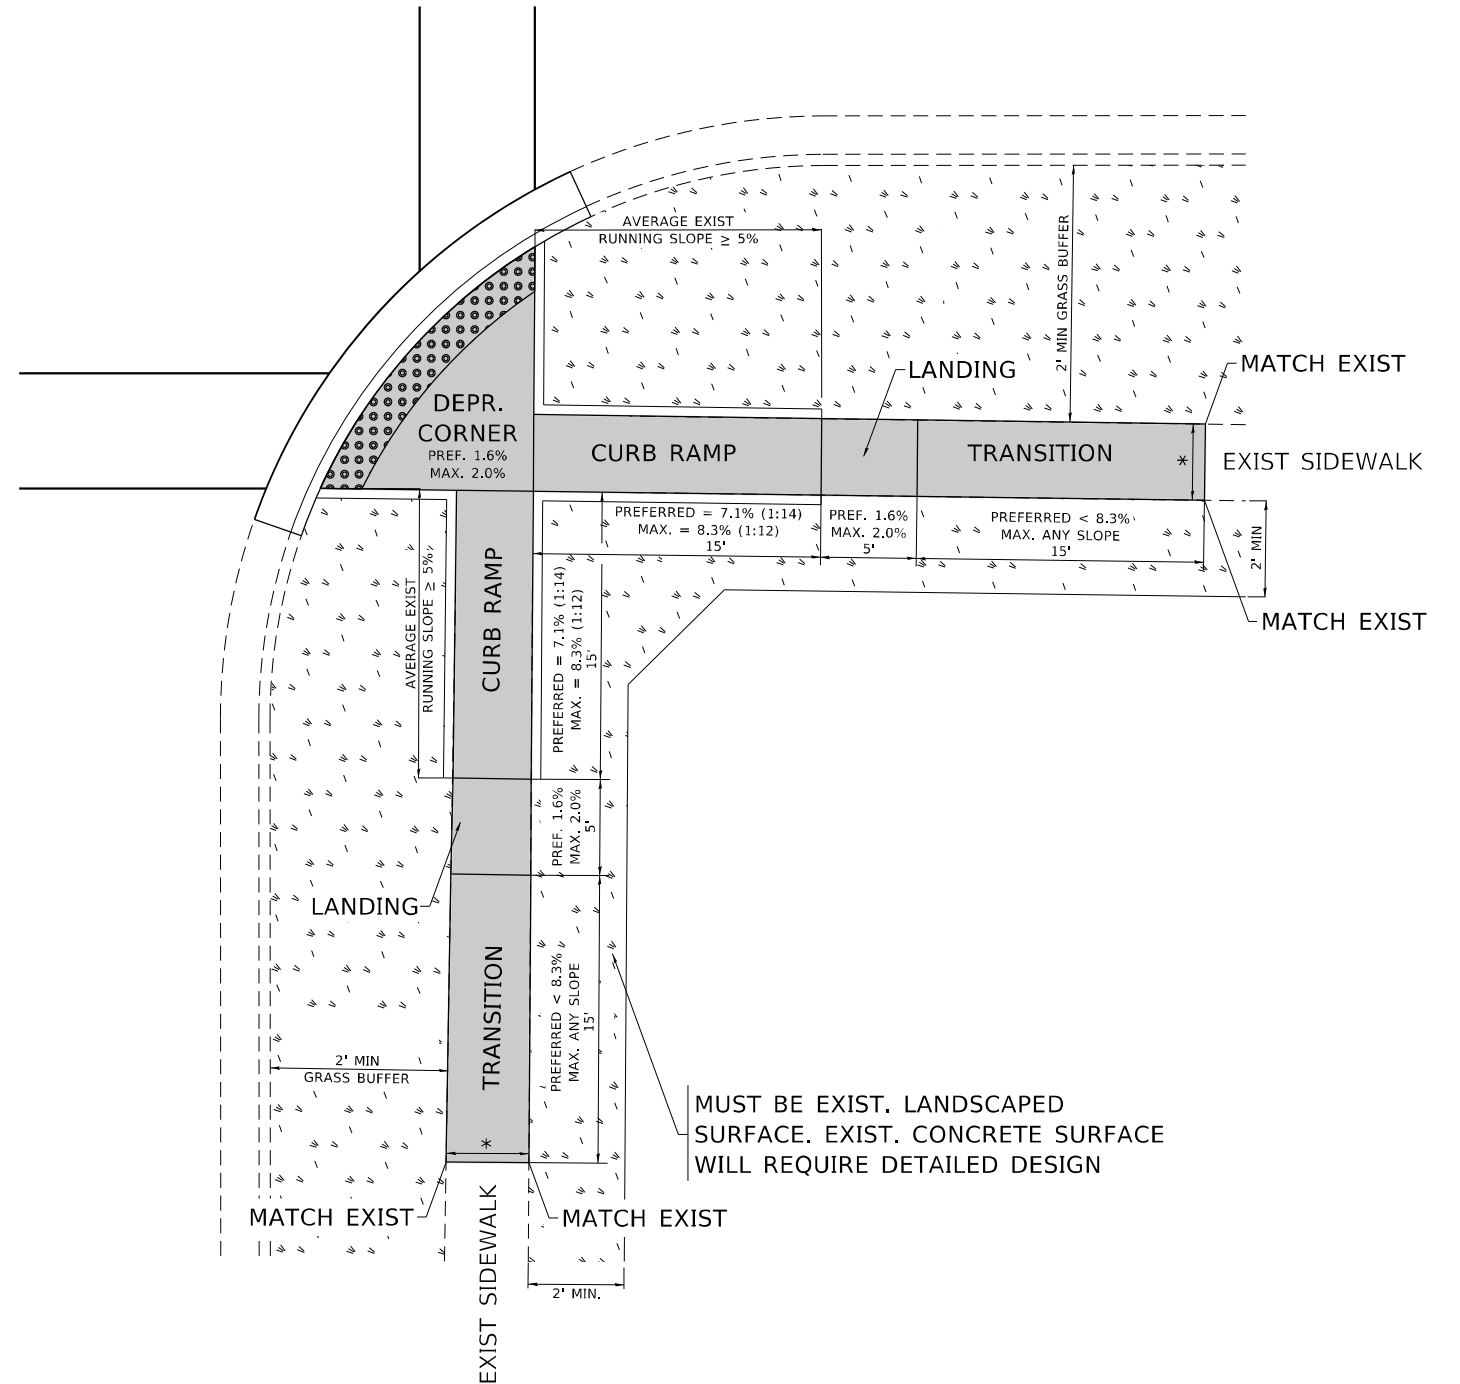 AVERAGE EXIST
RUNNING SLOPE ≥ 5%
2' MIN GRASS BUFFER
LANDING
MATCH EXIST
DEPR.
CORNER
PREF. 1.6%
MAX. 2.0%
CURB RAMP
TRANSITION
*
EXIST SIDEWALK
PREFERRED = 7.1% (1:14)
MAX. = 8.3% (1:12)
15'
PREF. 1.6%
MAX. 2.0%
5'
PREFERRED < 8.3%
MAX. ANY SLOPE
15'
2' MIN
MATCH EXIST
AVERAGE EXIST
RUNNING SLOPE ≥ 5%
CURB RAMP
PREFERRED = 7.1% (1:14)
MAX. = 8.3% (1:12)
15'
PREF. 1.6%
MAX. 2.0%
5'
LANDING
TRANSITION
PREFERRED < 8.3%
MAX. ANY SLOPE
15'
2' MIN
GRASS BUFFER
MUST BE EXIST. LANDSCAPED
SURFACE. EXIST. CONCRETE SURFACE
WILL REQUIRE DETAILED DESIGN
*
MATCH EXIST
MATCH EXIST
EXIST SIDEWALK
2' MIN.